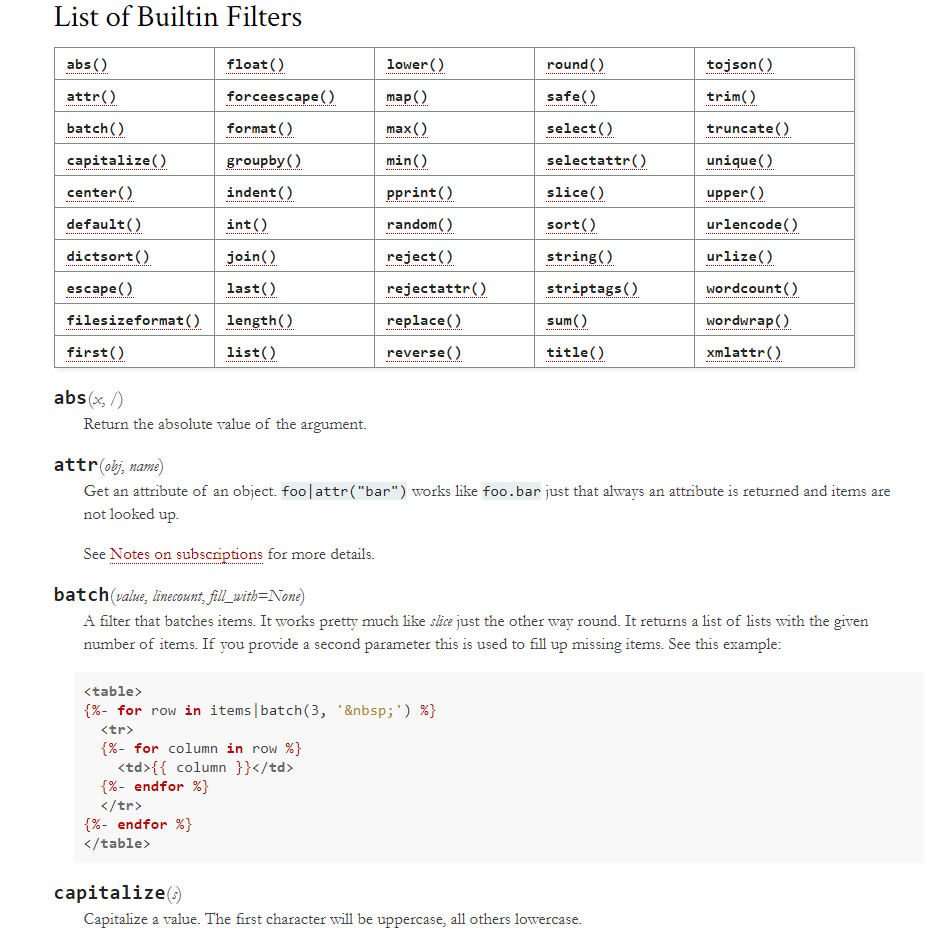 List of Builtin Filters
abs() float() lower() round() tojson()
attr() forceescape() map() safe() trim()
batch() format() max() select() truncate()
capitalize() groupby() min() selectattr() unique()
center() indent() pprint() slice() upper()
default() int() random() sort() urlencode()
dictsort() join() reject() string() urlize()
escape() last() rejectattr() striptags() wordcount()
filesizeformat() length() replace() sum() wordwrap()
first() list() reverse() title() xmlattr()
abs(x, /)
Return the absolute value of the argument.
attr(obj, name)
Get an attribute of an object. foo|attr("bar") works like foo.bar just that always an attribute is returned and items are
not looked up.
See Notes on subscriptions for more details.
batch(value, linecount, fill_with=None)
A filter that batches items. It works pretty much like slice just the other way round. It returns a list of lists with the given
number of items. If you provide a second parameter this is used to fill up missing items. See this example:
<table>
{%- for row in items|batch(3, '&nbsp;') %}
  <tr>
  {%- for column in row %}
    <td>{{ column }}</td>
  {%- endfor %}
  </tr>
{%- endfor %}
</table>
capitalize(s)
Capitalize a value. The first character will be uppercase, all others lowercase.